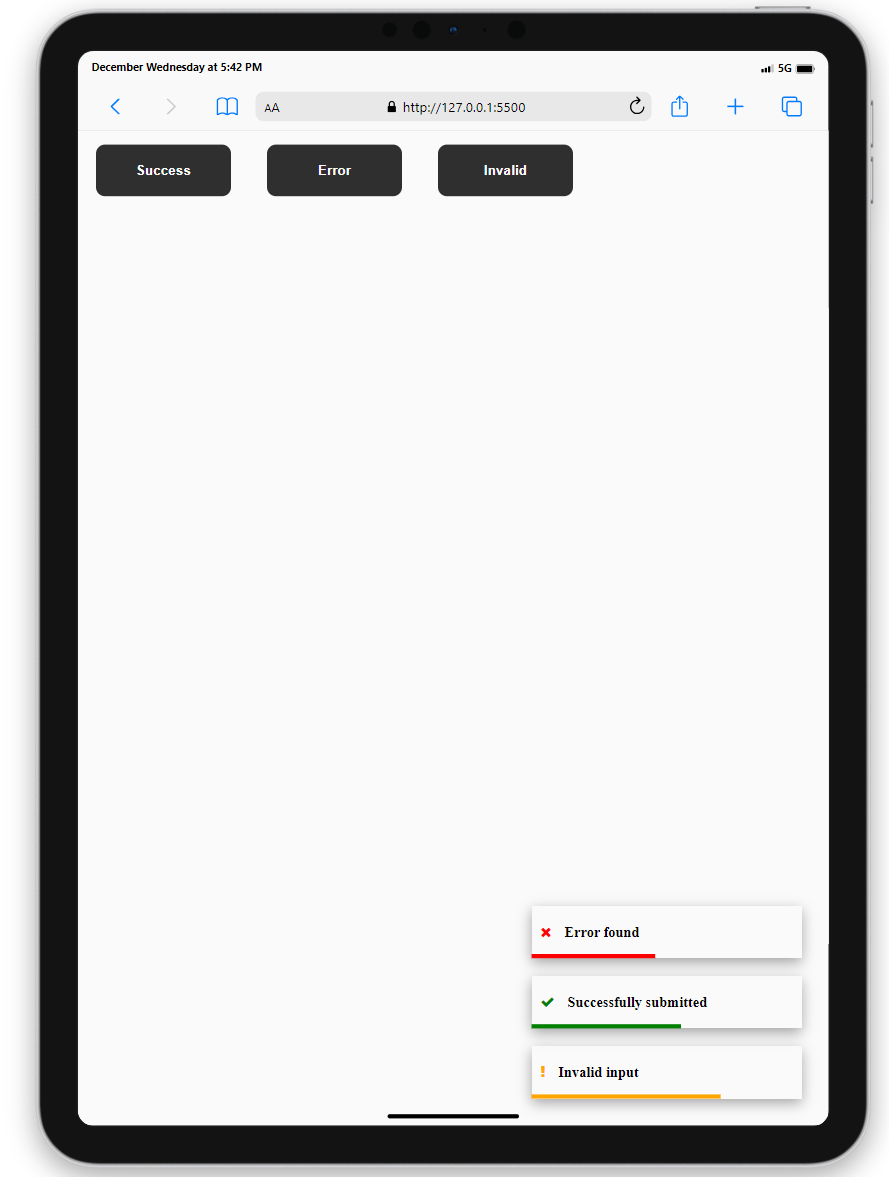 December Wednesday at 5:42 PM 5G
AA http://127.0.0.1:5500
Success Error Invalid
Error found
Successfully submitted
Invalid input